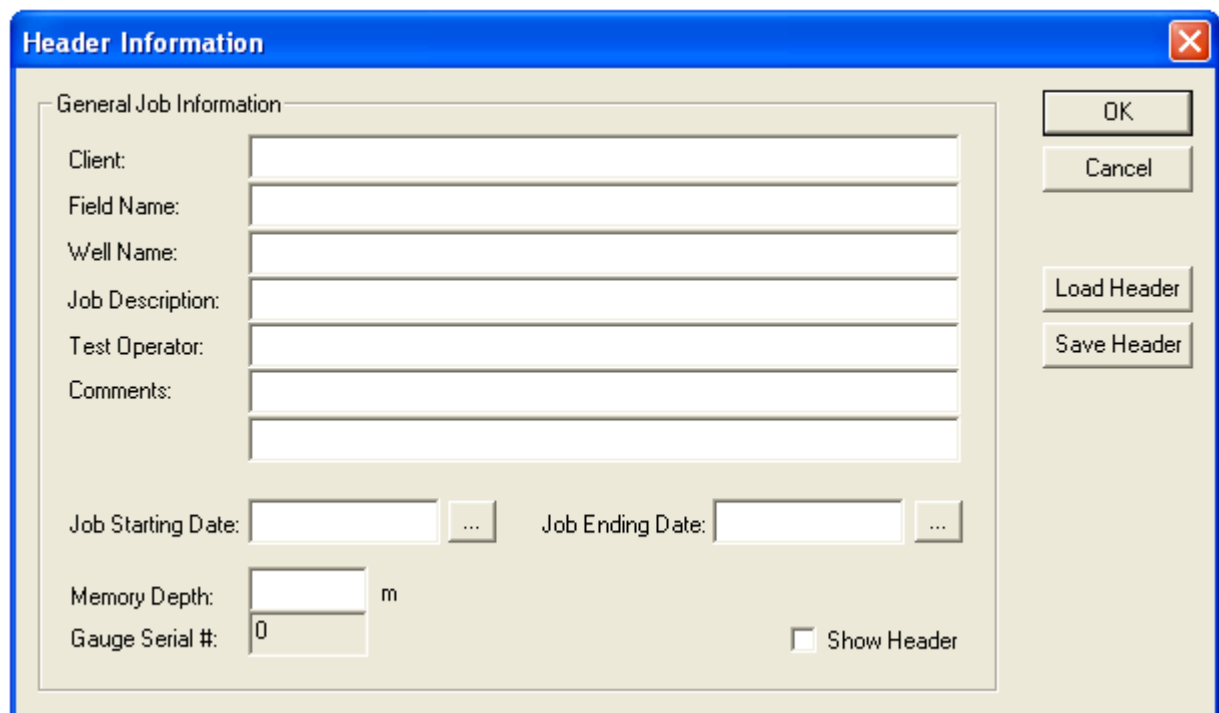 Header Information
General Job Information
OK
Client:
Cancel
Field Name:
Well Name:
Job Description:
Load Header
Test Operator:
Save Header
Comments:
Job Starting Date: ... Job Ending Date: ...
Memory Depth: m
Gauge Serial #: 0
Show Header